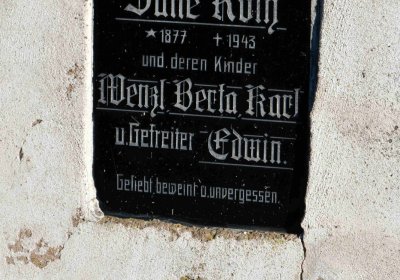 * 1877 + 1943
und deren Kinder
Wenzl Berta Karl
u. Gefreiter Edwin.
Geliebt beweint u. unvergessen.